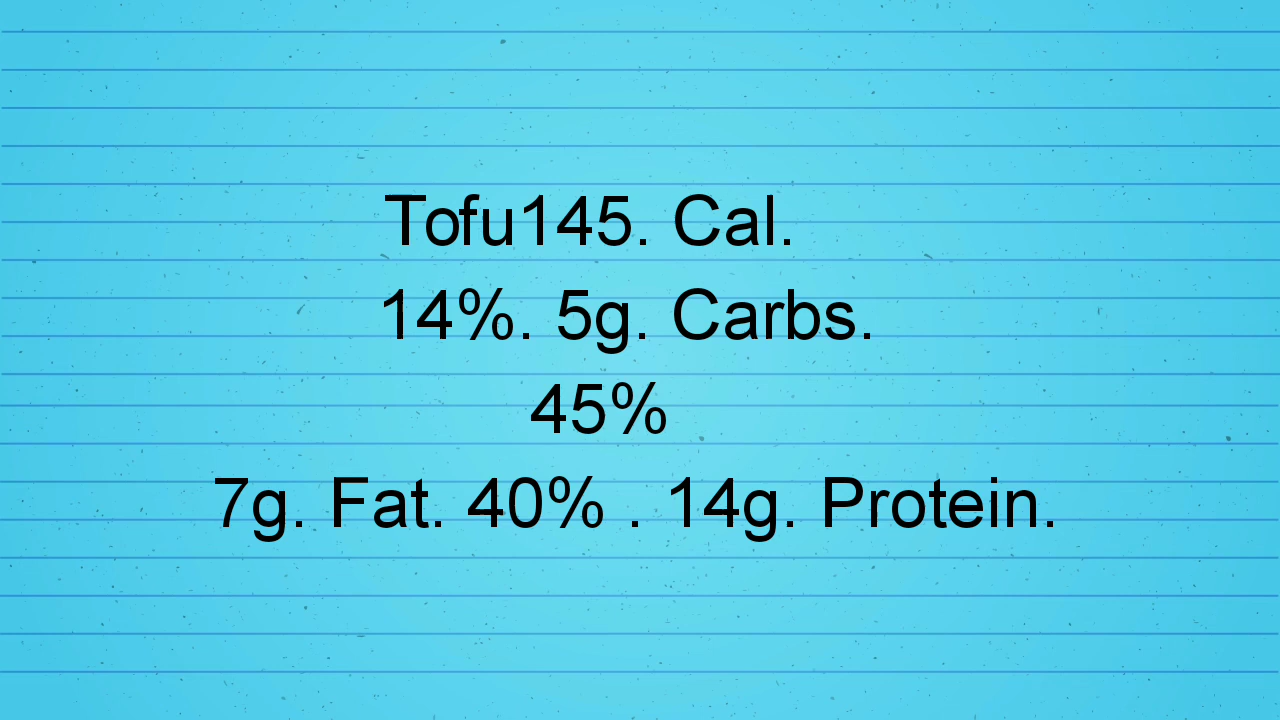 Tofu145. Cal.
14%. 5g. Carbs.
45%
7g. Fat. 40% . 14g. Protein.